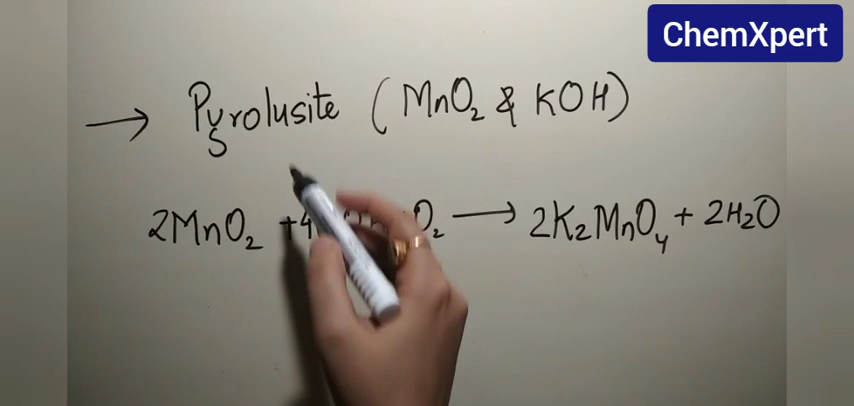 ChemXpert
→ Pyrolusite (MnO₂ & KOH)
2MnO₂ +4 O₂ → 2K₂MnO₄ + 2H₂O